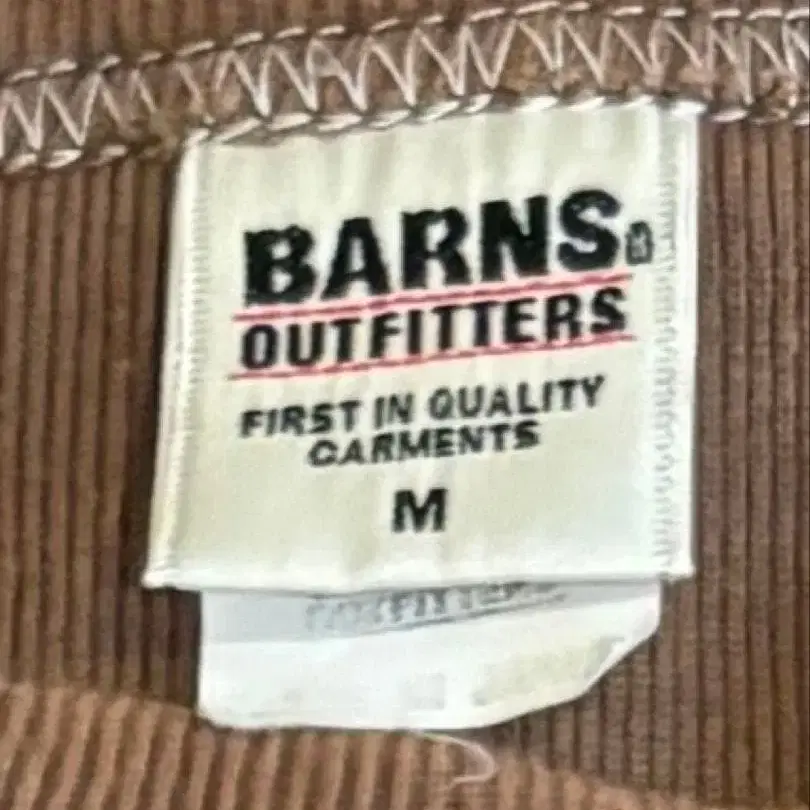 BARNS
OUTFITTERS
FIRST IN QUALITY
GARMENTS
M